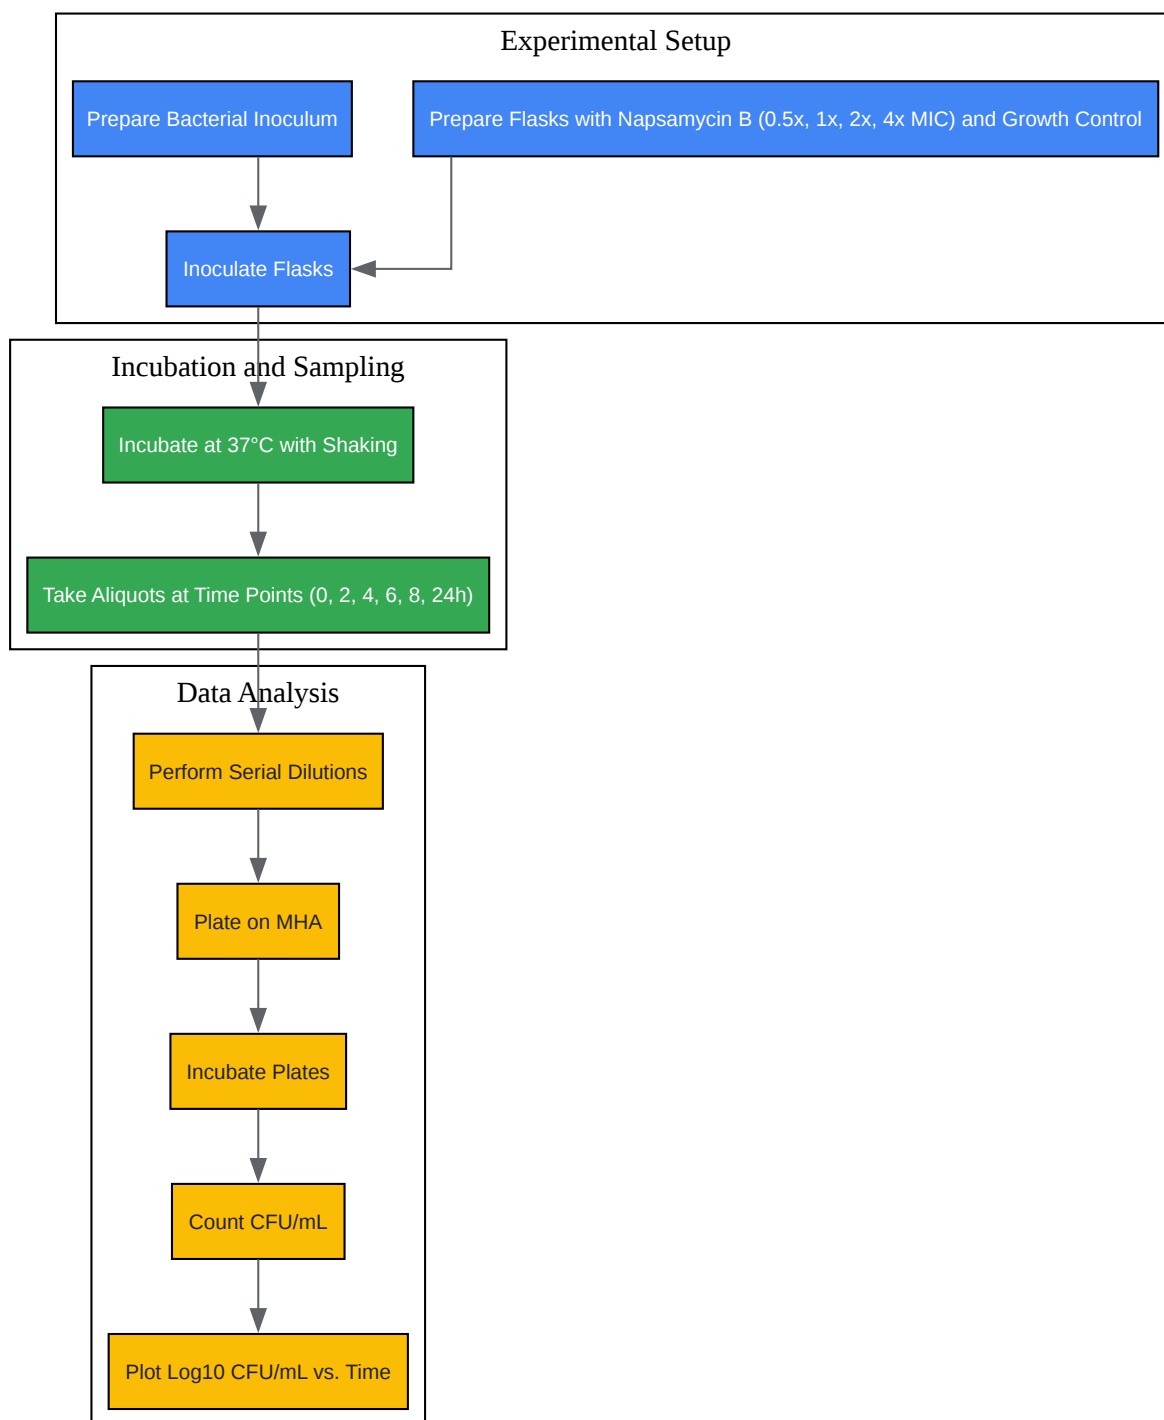 Experimental Setup
Prepare Bacterial Inoculum
Prepare Flasks with Napsamycin B (0.5x, 1x, 2x, 4x MIC) and Growth Control
Inoculate Flasks
Incubation and Sampling
Incubate at 37°C with Shaking
Take Aliquots at Time Points (0, 2, 4, 6, 8, 24h)
Data Analysis
Perform Serial Dilutions
Plate on MHA
Incubate Plates
Count CFU/mL
Plot Log10 CFU/mL vs. Time